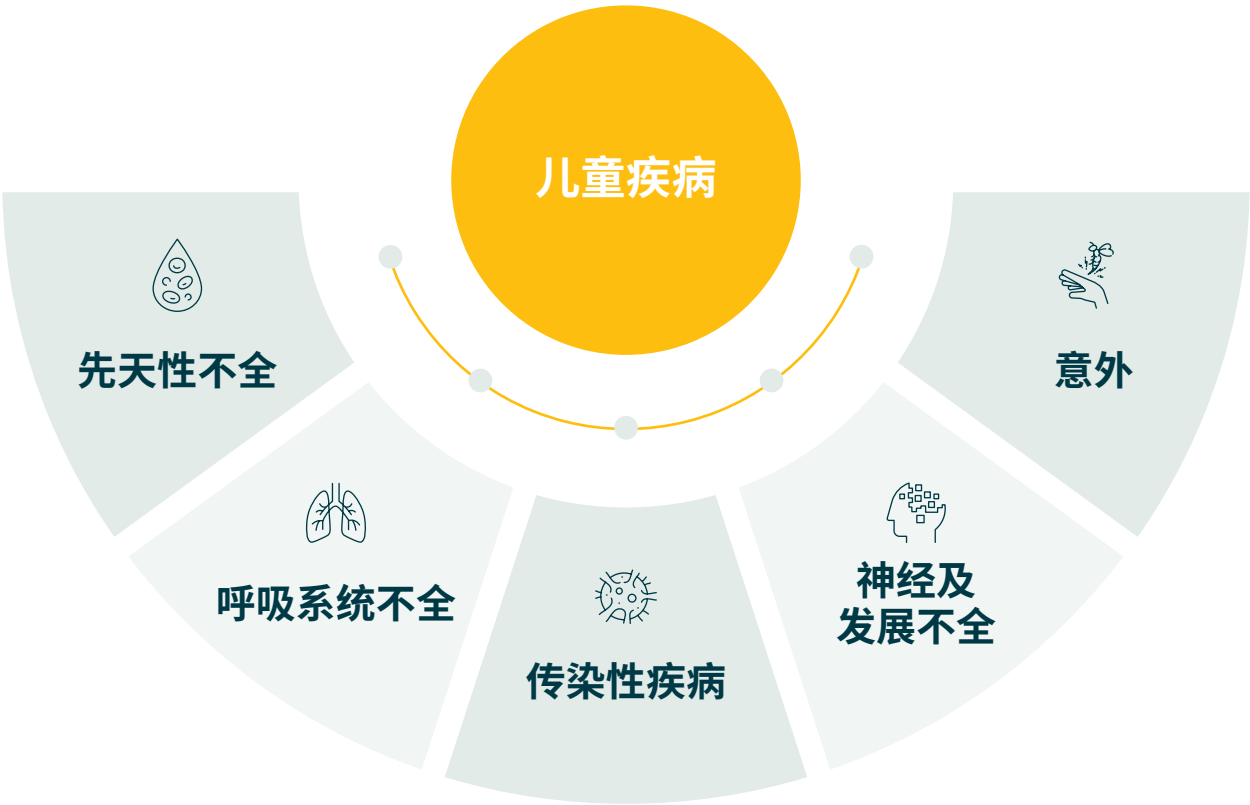 儿童疾病
先天性不全
呼吸系统不全
传染性疾病
神经及
发展不全
意外